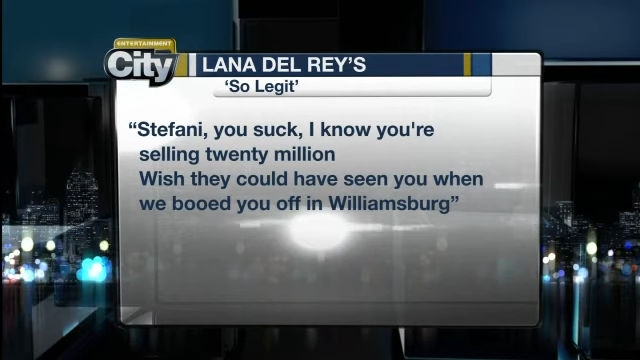 ENTERTAINMENT
City
LANA DEL REY'S
‘So Legit’
“Stefani, you suck, I know you're
selling twenty million
Wish they could have seen you when
we booed you off in Williamsburg”